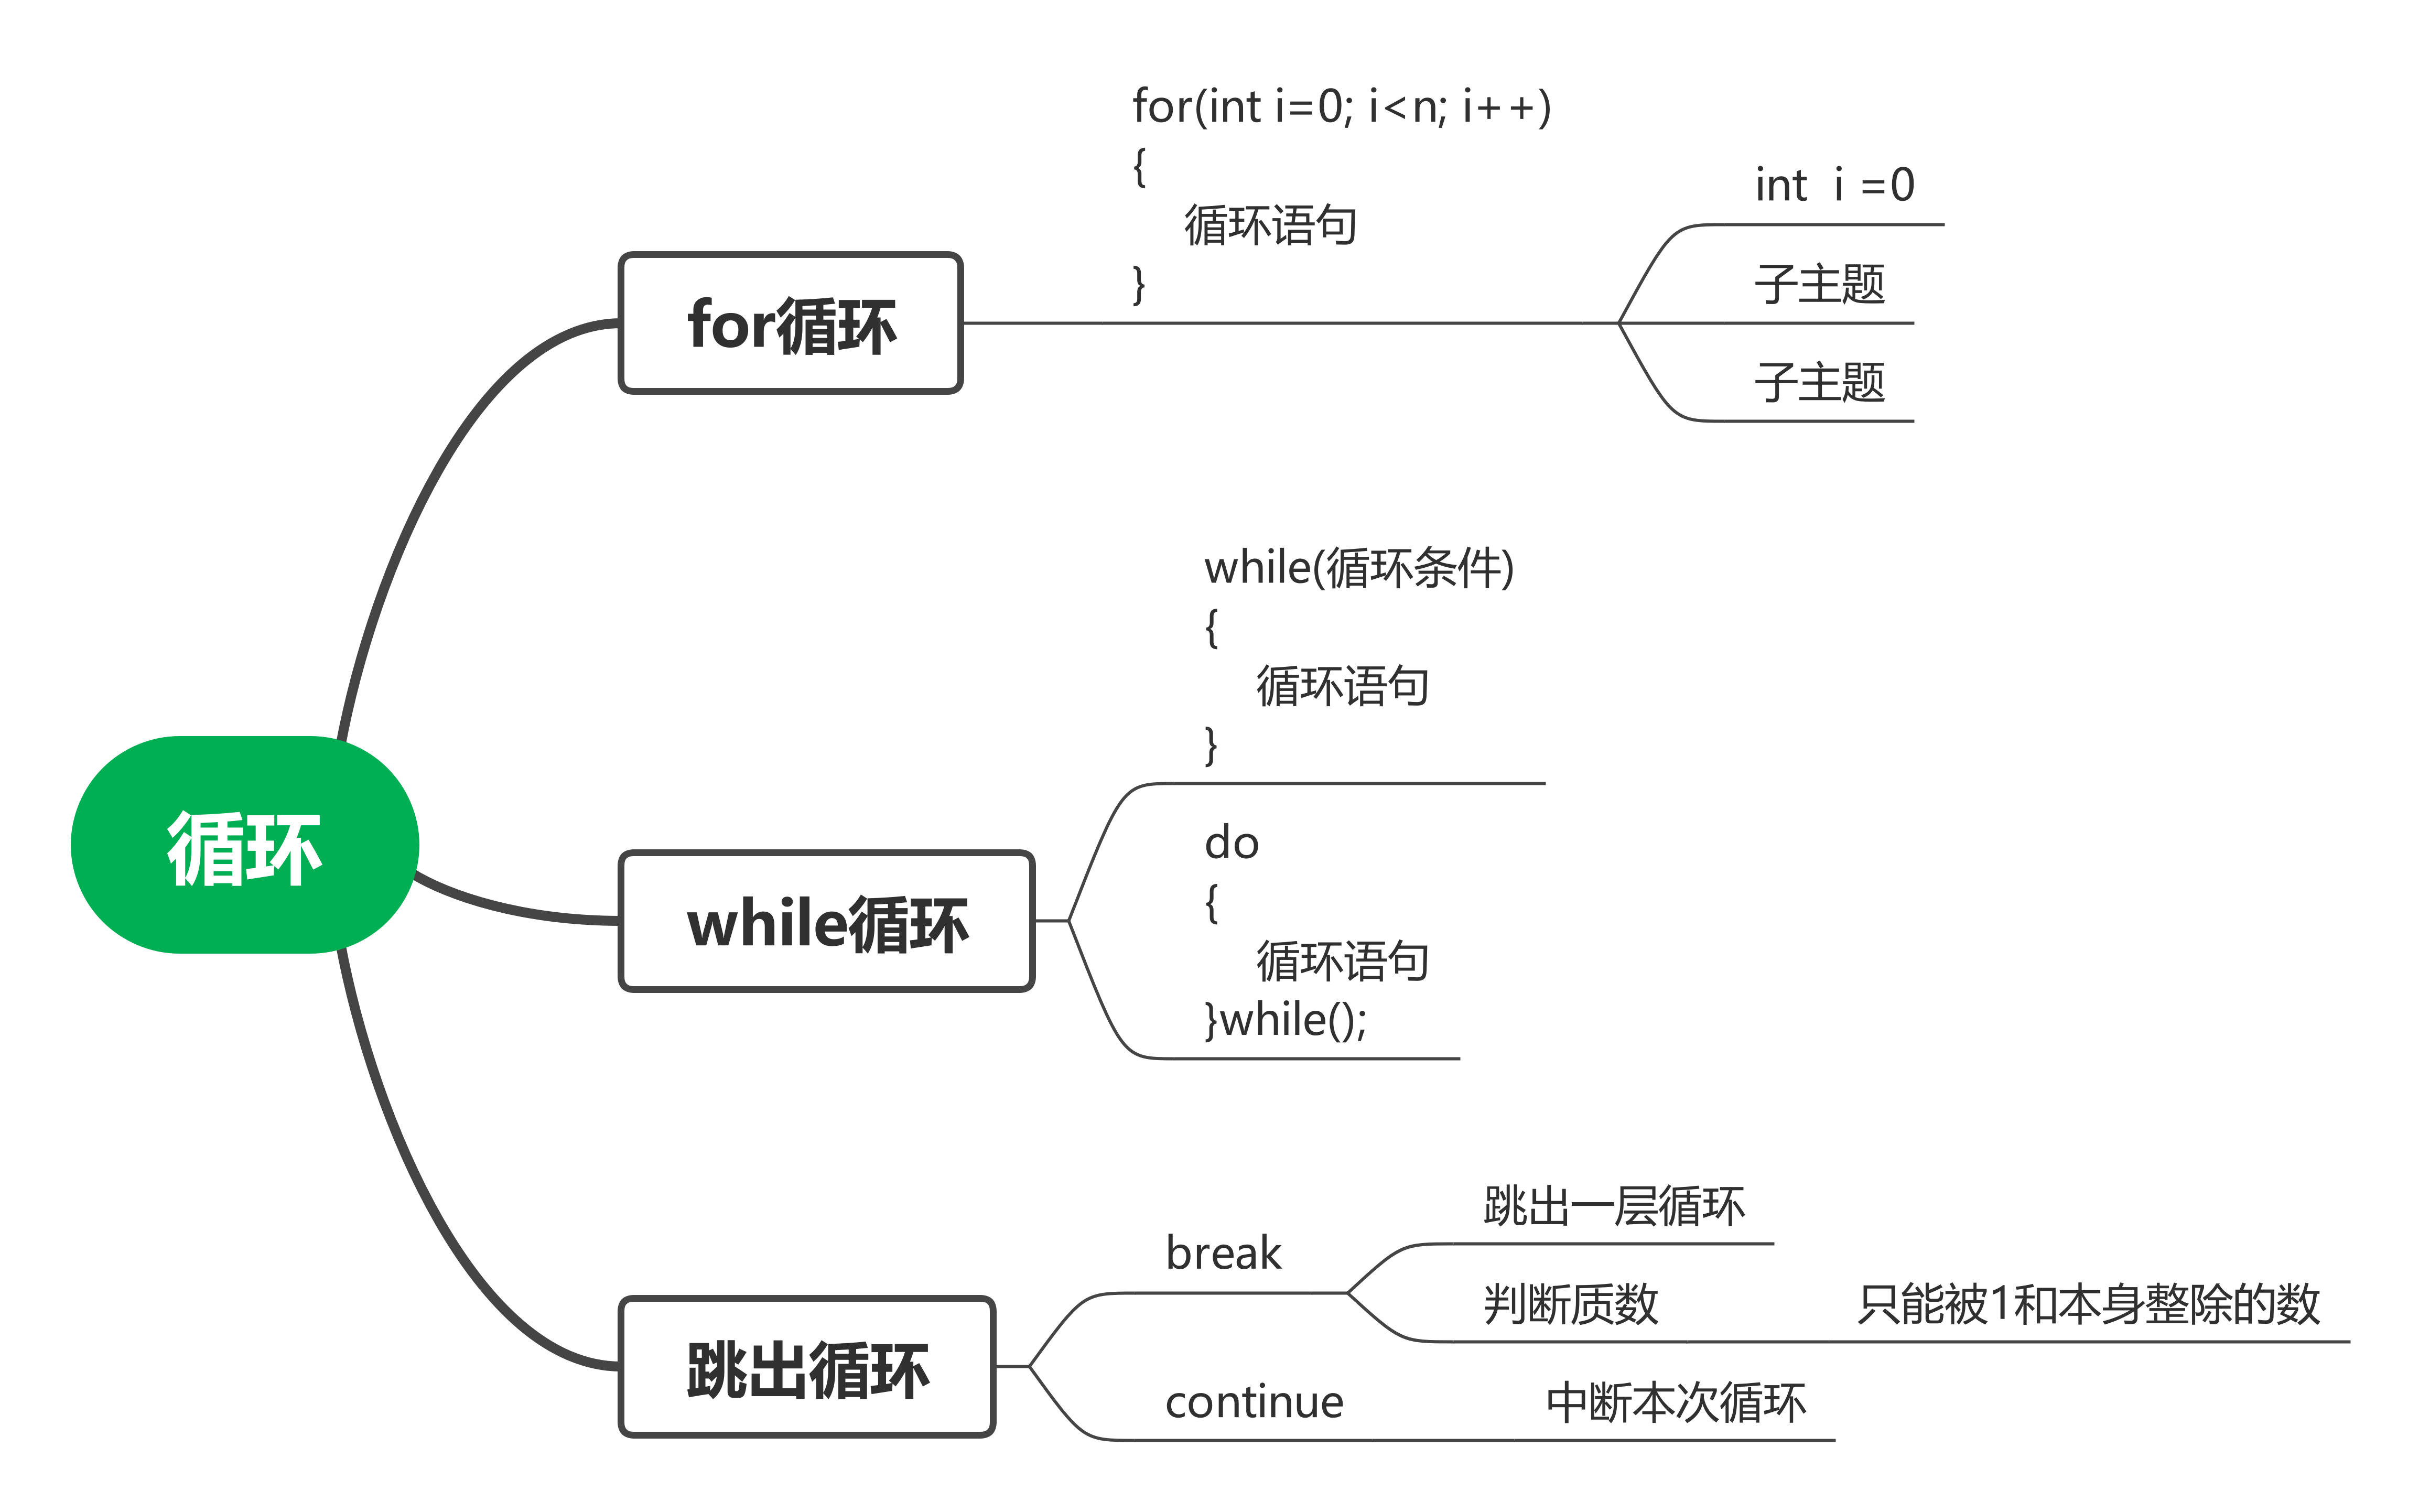 循环
for循环
for(int i=0; i<n; i++)
{
循环语句
}
int  i =0
子主题
子主题
while循环
while(循环条件)
{
循环语句
}
do
{
循环语句
}while();
跳出循环
break
跳出一层循环
判断质数
只能被1和本身整除的数
continue
中断本次循环